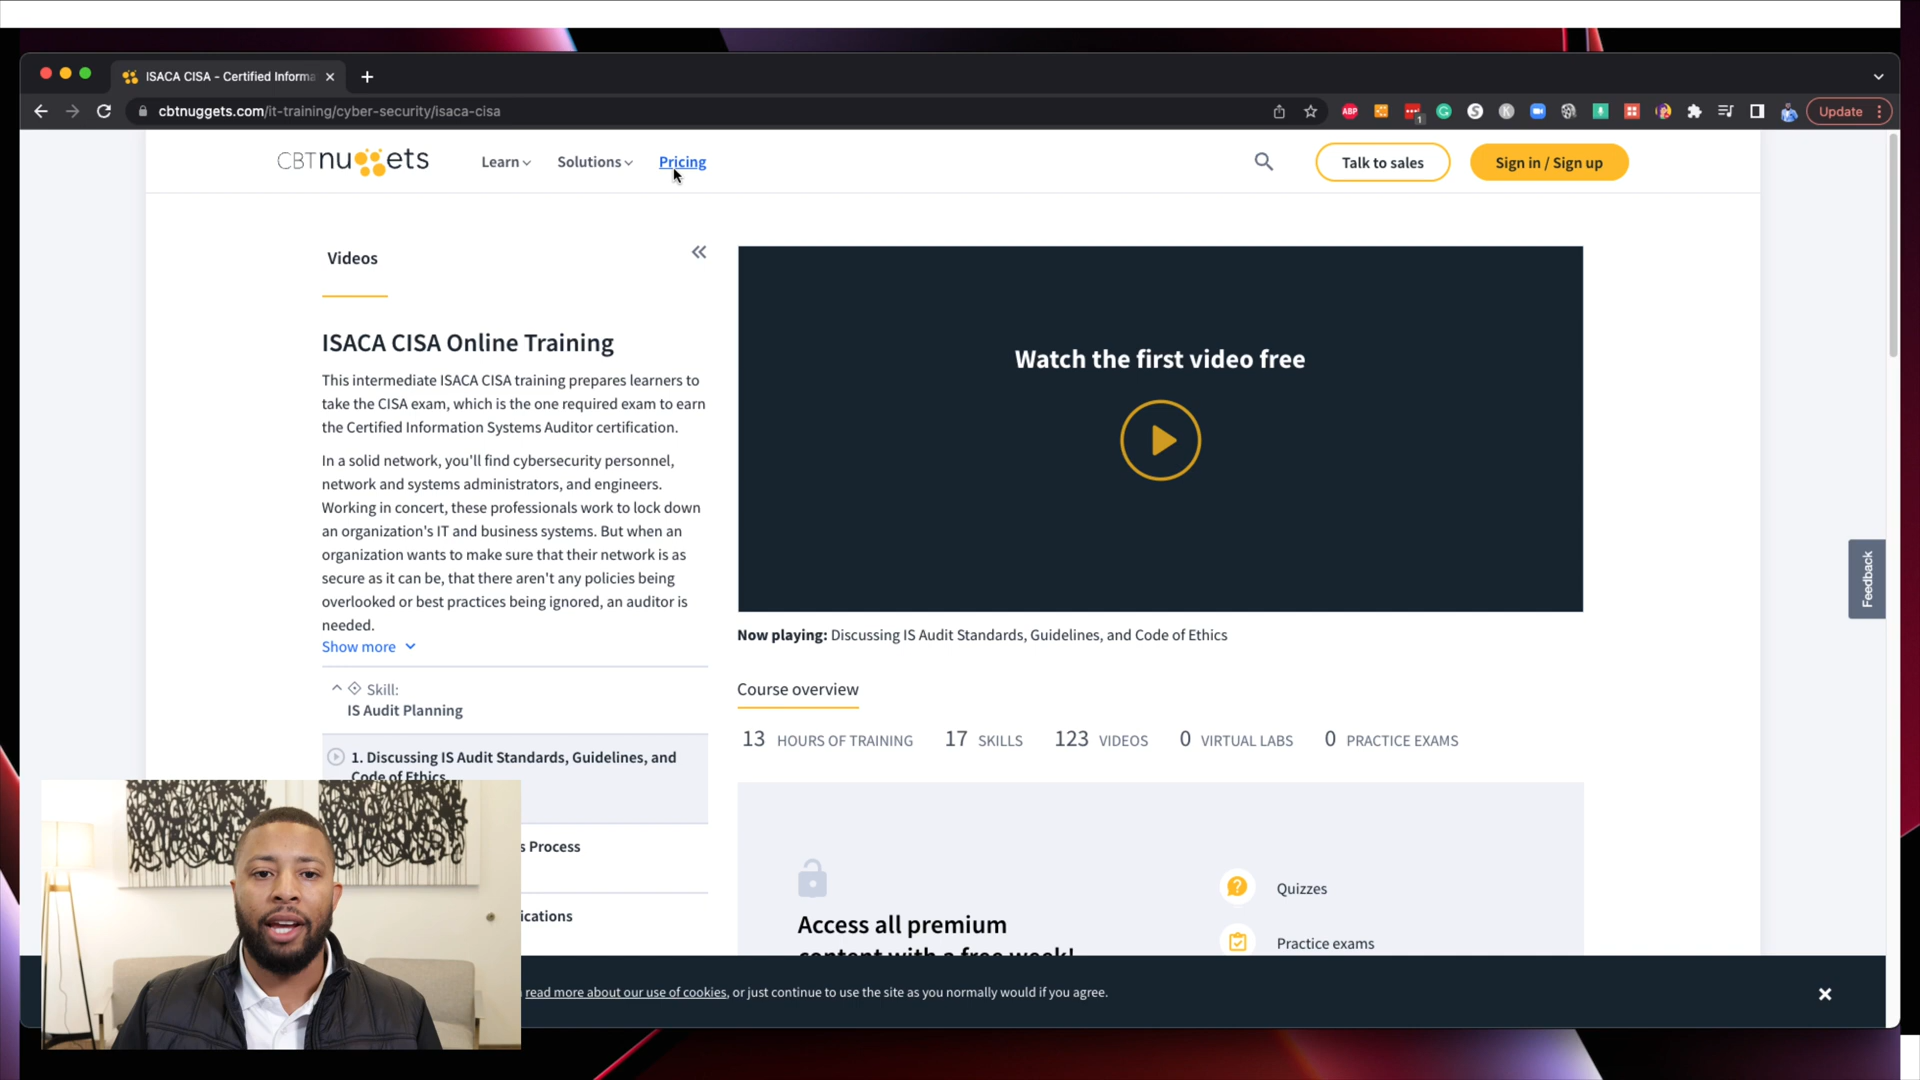 ISACA CISA - Certified Informa
cbtnuggets.com/it-training/cyber-security/isaca-cisa
ABP
1
Update
CBTnuggets
Learn
Solutions
Pricing
Talk to sales
Sign in / Sign up
Videos
ISACA CISA Online Training
This intermediate ISACA CISA training prepares learners to
take the CISA exam, which is the one required exam to earn
the Certified Information Systems Auditor certification.
In a solid network, you'll find cybersecurity personnel,
network and systems administrators, and engineers.
Working in concert, these professionals work to lock down
an organization's IT and business systems. But when an
organization wants to make sure that their network is as
secure as it can be, that there aren't any policies being
overlooked or best practices being ignored, an auditor is
needed.
Show more
Skill:
IS Audit Planning
1. Discussing IS Audit Standards, Guidelines, and
Code of Ethics
s Process
ications
Watch the first video free
Now playing: Discussing IS Audit Standards, Guidelines, and Code of Ethics
Course overview
13 HOURS OF TRAINING 17 SKILLS 123 VIDEOS 0 VIRTUAL LABS 0 PRACTICE EXAMS
Access all premium
content with a free week!
Quizzes
Practice exams
Feedback
read more about our use of cookies, or just continue to use the site as you normally would if you agree.